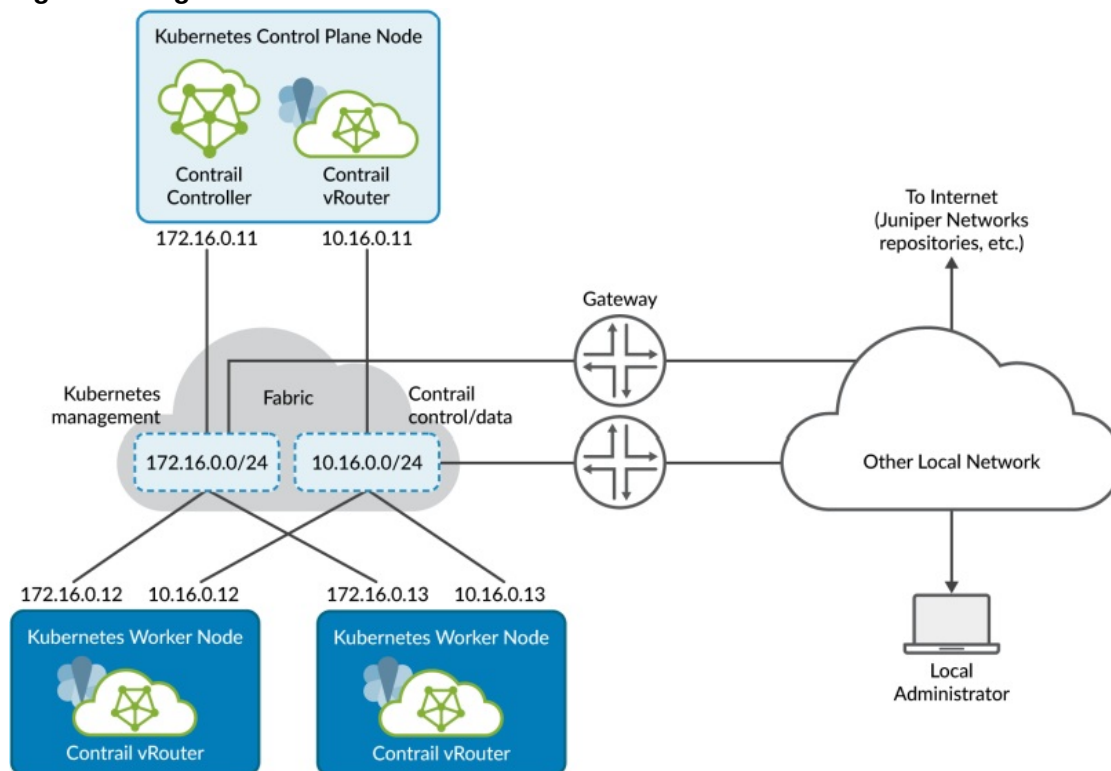 Kubernetes Control Plane Node
Contrail
Controller
Contrail
vRouter
172.16.0.11
10.16.0.11
To Internet
(Juniper Networks
repositories, etc.)
Gateway
Kubernetes
management
Fabric
Contrail
control/data
172.16.0.0/24
10.16.0.0/24
Other Local Network
172.16.0.12
10.16.0.12
172.16.0.13
10.16.0.13
Kubernetes Worker Node
Contrail vRouter
Kubernetes Worker Node
Contrail vRouter
Local
Administrator